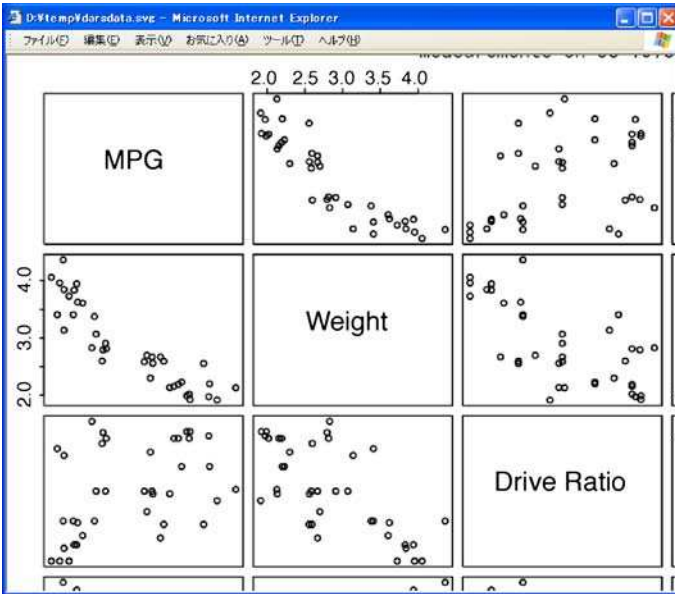 D:¥temp¥darsdata.svg - Microsoft Internet Explorer
ファイル(F) 編集(E) 表示(V) お気に入り(A) ツール(T) ヘルプ(H)
2.0 2.5 3.0 3.5 4.0
MPG
4.0
3.0
2.0
Weight
Drive Ratio